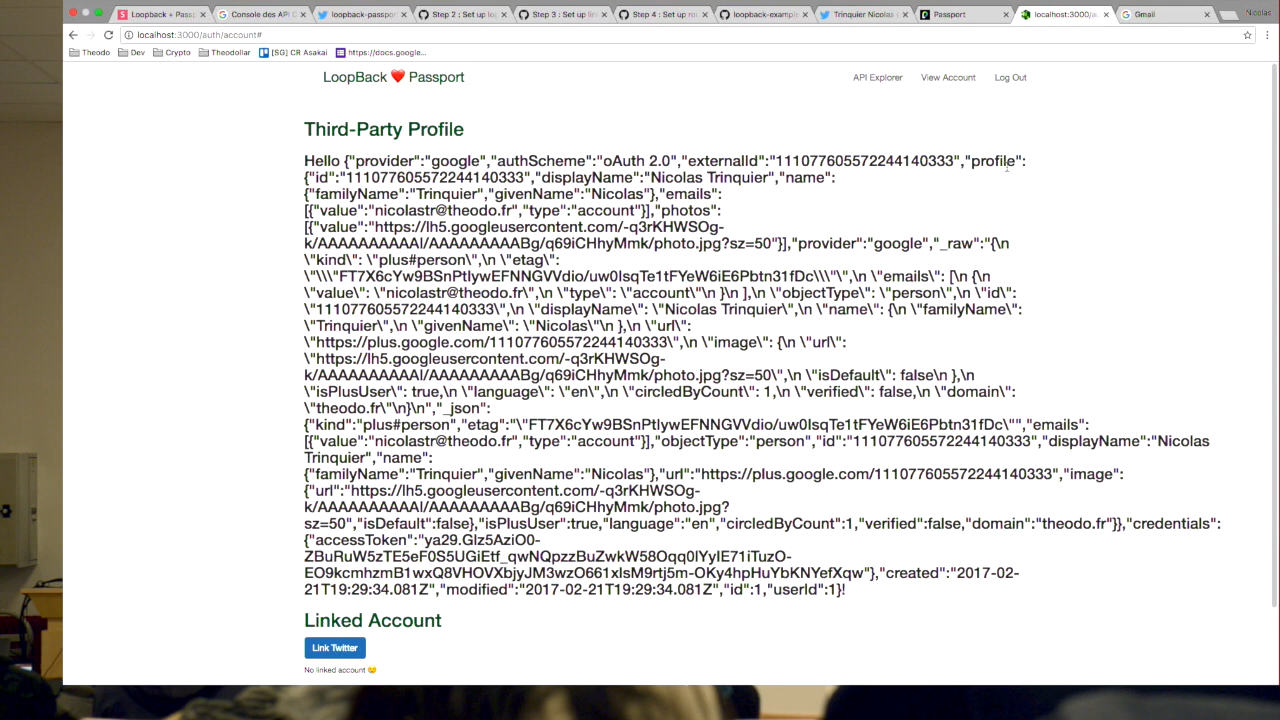 Loopback + Passp
Console des API G
loopback-passport
Step 2 : Set up log
Step 3 : Set up lin
Step 4 : Set up rou
loopback-example
Trinquier Nicolas
Passport
localhost:3000/au
Gmail
Nicolas
localhost:3000/auth/account#
Theodo
Dev
Crypto
Theodollar
[SG] CR Asakai
https://docs.google...
LoopBack ❤️ Passport
API Explorer
View Account
Log Out
Third-Party Profile
Hello {"provider":"google","authScheme":"oAuth 2.0","externalId":"111077605572244140333","profile":
{"id":"111077605572244140333","displayName":"Nicolas Trinquier","name":
{"familyName":"Trinquier","givenName":"Nicolas"},"emails":
[{"value":"nicolastr@theodo.fr","type":"account"}],"photos":
[{"value":"https://lh5.googleusercontent.com/-q3rKHWSOg-
k/AAAAAAAAAAI/AAAAAAAAABg/q69iCHhyMmk/photo.jpg?sz=50"}],"provider":"google","_raw":"{\n
\"kind\": \"plus#person\",\n \"etag\":
\"\\\"FT7X6cYw9BSnPtIywEFNNGVVdio/uw0IsqTe1tFYeW6iE6Pbtn31fDc\\\"\",\n \"emails\": [\n {\n
\"value\": \"nicolastr@theodo.fr\",\n \"type\": \"account\"\n }\n ],\n \"objectType\": \"person\",\n \"id\":
\"111077605572244140333\",\n \"displayName\": \"Nicolas Trinquier\",\n \"name\": {\n \"familyName\":
\"Trinquier\",\n \"givenName\": \"Nicolas\"\n },\n \"url\":
\"https://plus.google.com/111077605572244140333\",\n \"image\": {\n \"url\":
\"https://lh5.googleusercontent.com/-q3rKHWSOg-
k/AAAAAAAAAAI/AAAAAAAAABg/q69iCHhyMmk/photo.jpg?sz=50\",\n \"isDefault\": false\n },\n
\"isPlusUser\": true,\n \"language\": \"en\",\n \"circledByCount\": 1,\n \"verified\": false,\n \"domain\":
\"theodo.fr\"\n}\n","_json":
{"kind":"plus#person","etag":"\"FT7X6cYw9BSnPtIywEFNNGVVdio/uw0IsqTe1tFYeW6iE6Pbtn31fDc\"","emails":
[{"value":"nicolastr@theodo.fr","type":"account"}],"objectType":"person","id":"111077605572244140333","displayName":"Nicolas
Trinquier","name":
{"familyName":"Trinquier","givenName":"Nicolas"},"url":"https://plus.google.com/111077605572244140333","image":
{"url":"https://lh5.googleusercontent.com/-q3rKHWSOg-
k/AAAAAAAAAAI/AAAAAAAAABg/q69iCHhyMmk/photo.jpg?
sz=50","isDefault":false},"isPlusUser":true,"language":"en","circledByCount":1,"verified":false,"domain":"theodo.fr"}},"credentials":
{"accessToken":"ya29.Glz5AziO0-
ZBuRuW5zTE5eF0S5UGiEtf_qwNQpzzBuZwkW58Oqq0lYyIE71iTuzO-
EO9kcmhzmB1wxQ8VHOVXbjyJM3wzO661xIsM9rtj5m-OKy4hpHuYbKNYefXqw"},"created":"2017-02-
21T19:29:34.081Z","modified":"2017-02-21T19:29:34.081Z","id":1,"userId":1}!
Linked Account
Link Twitter
No linked account 😢